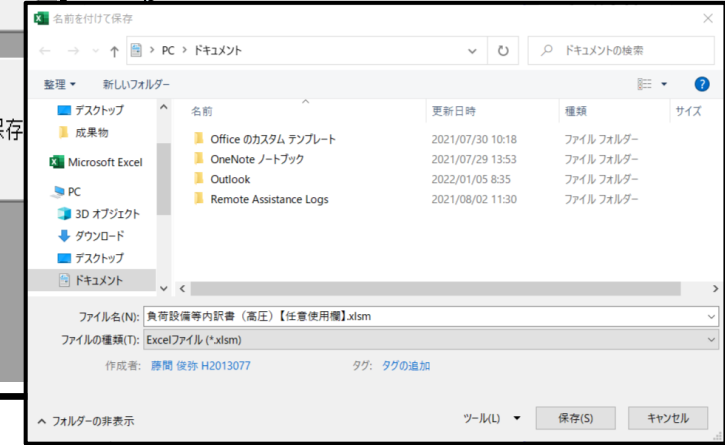 名前を付けて保存
PC › ドキュメント
ドキュメントの検索
整理 新しいフォルダー
デスクトップ
成果物
Microsoft Excel
PC
3D オブジェクト
ダウンロード
デスクトップ
ドキュメント
名前 更新日時 種類 サイズ
Office のカスタム テンプレート 2021/07/30 10:18 ファイル フォルダー
OneNote ノートブック 2021/07/29 13:53 ファイル フォルダー
Outlook 2022/01/05 8:35 ファイル フォルダー
Remote Assistance Logs 2021/08/02 11:30 ファイル フォルダー
保存
ファイル名(N): 負荷設備等内訳書（高圧）【任意使用欄】.xlsm
ファイルの種類(T): Excelファイル (*.xlsm)
作成者: 藤間 俊弥 H2013077 タグ: タグの追加
フォルダーの非表示 ツール(L) 保存(S) キャンセル